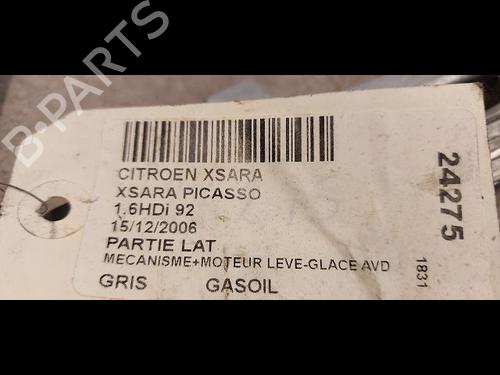 CITROEN XSARA
XSARA PICASSO
1.6HDi 92
15/12/2006
PARTIE LAT
MECANISME+MOTEUR LEVE-GLACE AVD
GRIS GASOIL
24275
1831
B-PARTS